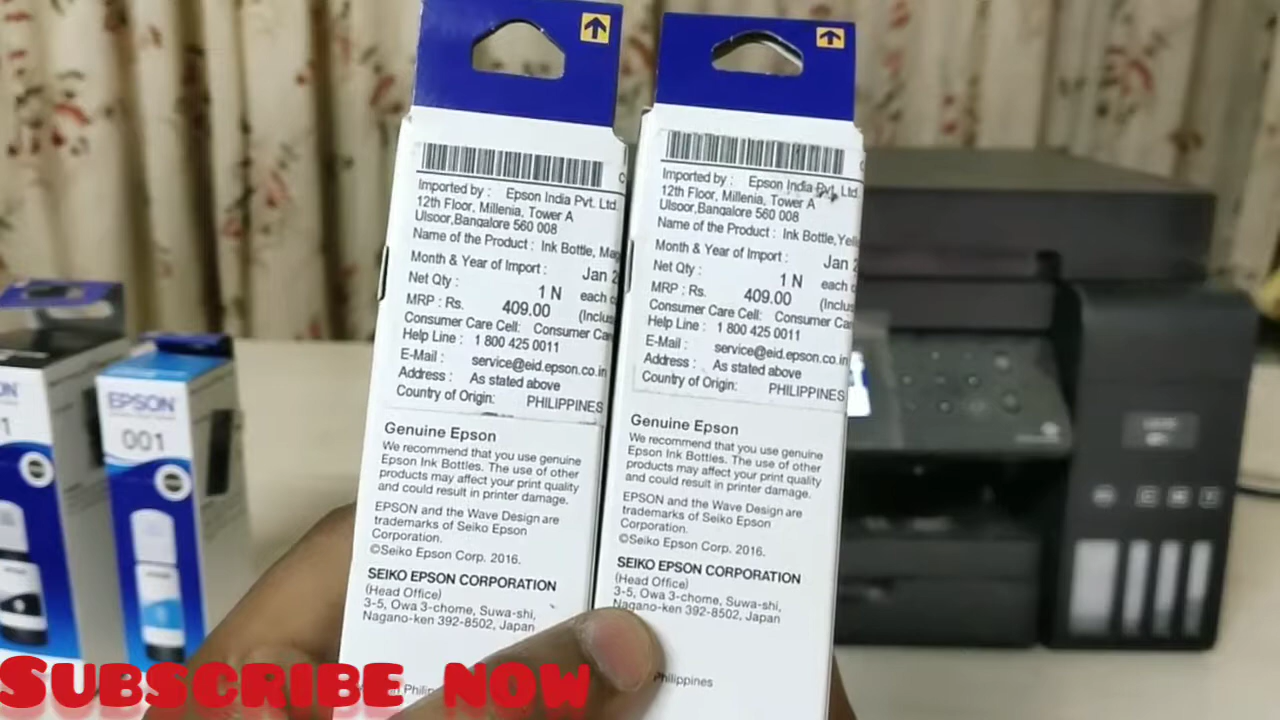 Imported by : Epson India Pvt. Ltd.
12th Floor, Millenia, Tower A
Ulsoor,Bangalore 560 008
Name of the Product : Ink Bottle,
Month & Year of Import : Jan
Net Qty : 1 N each
MRP : Rs. 409.00
Consumer Care Cell: Consumer
Help Line : 1 800 425 0011
E-Mail : service@eid.epson.co.in
Address : As stated above
Country of Origin: PHILIPPINES
Genuine Epson
We recommend that you use genuine
Epson Ink Bottles. The use of other
products may affect your print quality
and could result in printer damage.
EPSON and the Wave Design are
trademarks of Seiko Epson
Corporation.
©Seiko Epson Corp. 2016.
SEIKO EPSON CORPORATION
(Head Office)
3-5, Owa 3-chome, Suwa-shi,
Nagano-ken 392-8502, Japan
Imported by : Epson India Pvt. Ltd.
12th Floor, Millenia, Tower A
Ulsoor,Bangalore 560 008
Name of the Product : Ink Bottle,
Month & Year of Import : Jan
Net Qty : 1 N each
MRP : Rs. 409.00
Consumer Care Cell: Consumer
Help Line : 1 800 425 0011
E-Mail : service@eid.epson.co.in
Address : As stated above
Country of Origin: PHILIPPINES
Genuine Epson
We recommend that you use genuine
Epson Ink Bottles. The use of other
products may affect your print quality
and could result in printer damage.
EPSON and the Wave Design are
trademarks of Seiko Epson
Corporation.
©Seiko Epson Corp. 2016.
SEIKO EPSON CORPORATION
(Head Office)
3-5, Owa 3-chome, Suwa-shi,
Nagano-ken 392-8502, Japan
Philippines
EPSON
001
SUBSCRIBE NOW